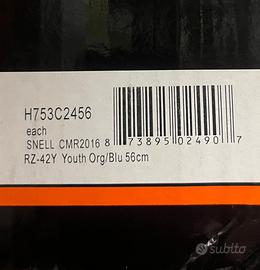 H753C2456
each
SNELL CMR2016
RZ-42Y Youth Org/Blu 56cm
8 73895 02490 7
subito